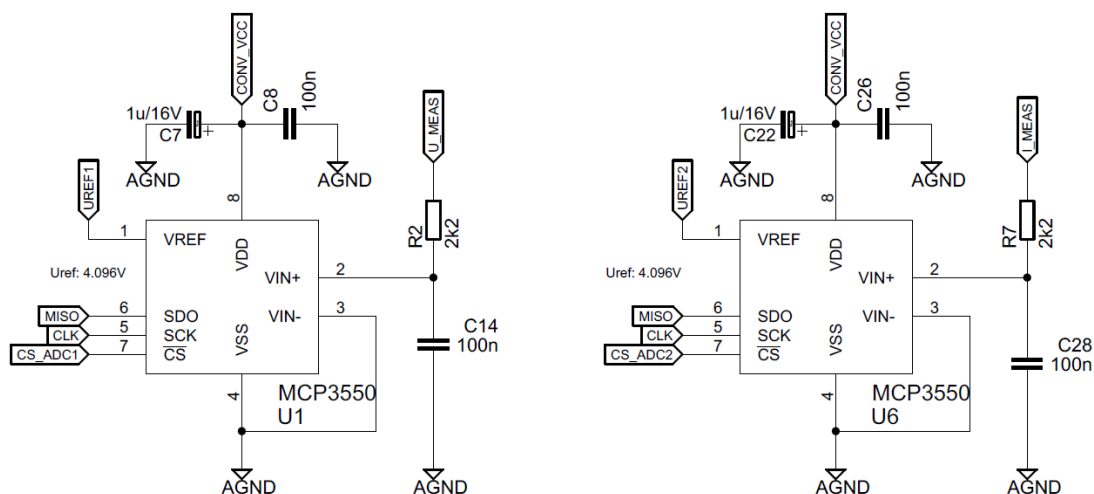 CONV_VCC
C8
100n
1u/16V
C7
+
U_MEAS
AGND
AGND
UREF1
8
R2
2k2
1
VREF
VDD
Uref: 4.096V
VIN+
2
MISO
6
SDO
VIN-
3
CLK
5
SCK
CS_ADC1
7
CS
VSS
C14
100n
4
MCP3550
U1
AGND
AGND
CONV_VCC
C26
100n
1u/16V
C22
+
I_MEAS
AGND
AGND
UREF2
8
R7
2k2
1
VREF
VDD
Uref: 4.096V
VIN+
2
MISO
6
SDO
VIN-
3
CLK
5
SCK
CS_ADC2
7
CS
VSS
C28
100n
4
MCP3550
U6
AGND
AGND